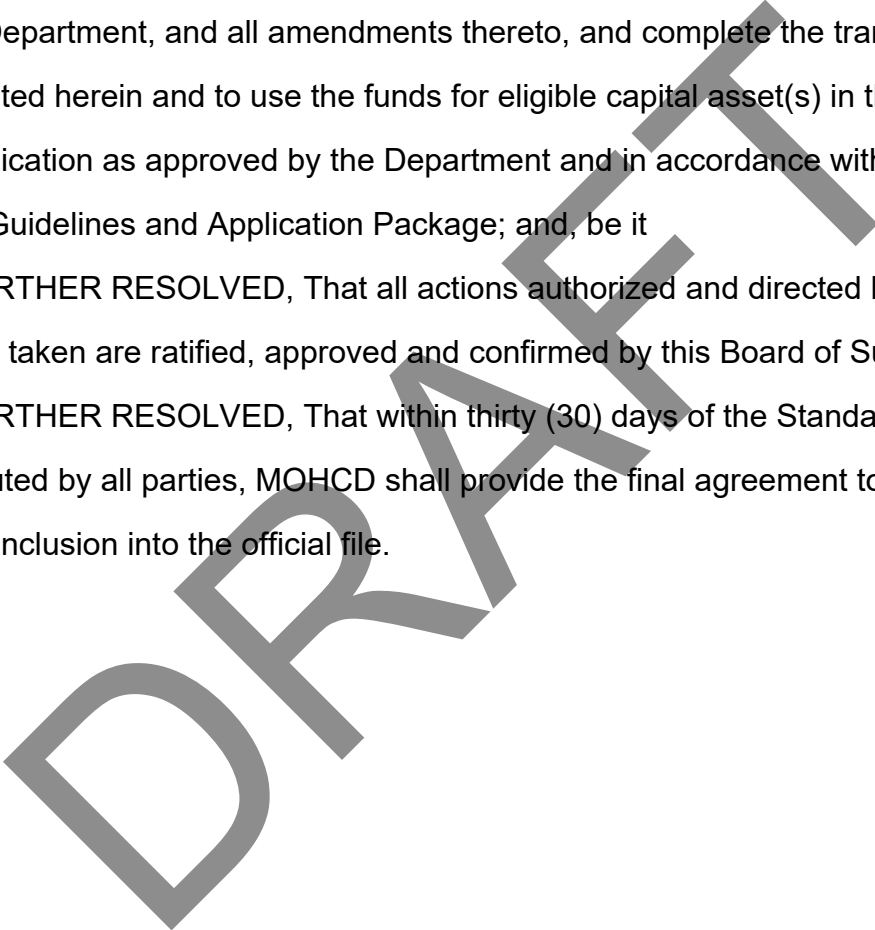 epartment, and all amendments thereto, and complete the tra
ted herein and to use the funds for eligible capital asset(s) in t
ication as approved by the Department and in accordance with
Guidelines and Application Package; and, be it
RTHER RESOLVED, That all actions authorized and directed
taken are ratified, approved and confirmed by this Board of Su
RTHER RESOLVED, That within thirty (30) days of the Standa
uted by all parties, MOHCD shall provide the final agreement to
nclusion into the official file.
DRAFT